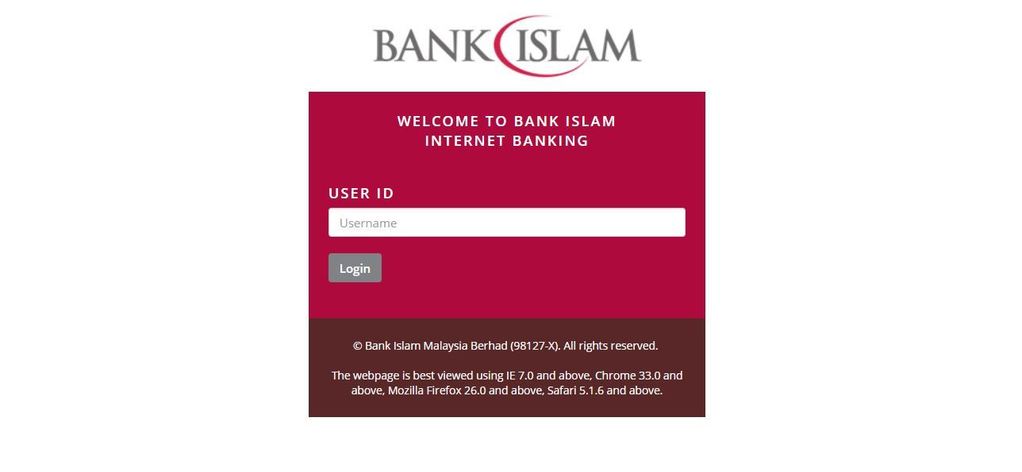 BANK ISLAM
WELCOME TO BANK ISLAM
INTERNET BANKING
USER ID
Username
Login
© Bank Islam Malaysia Berhad (98127-X). All rights reserved.
The webpage is best viewed using IE 7.0 and above, Chrome 33.0 and
above, Mozilla Firefox 26.0 and above, Safari 5.1.6 and above.